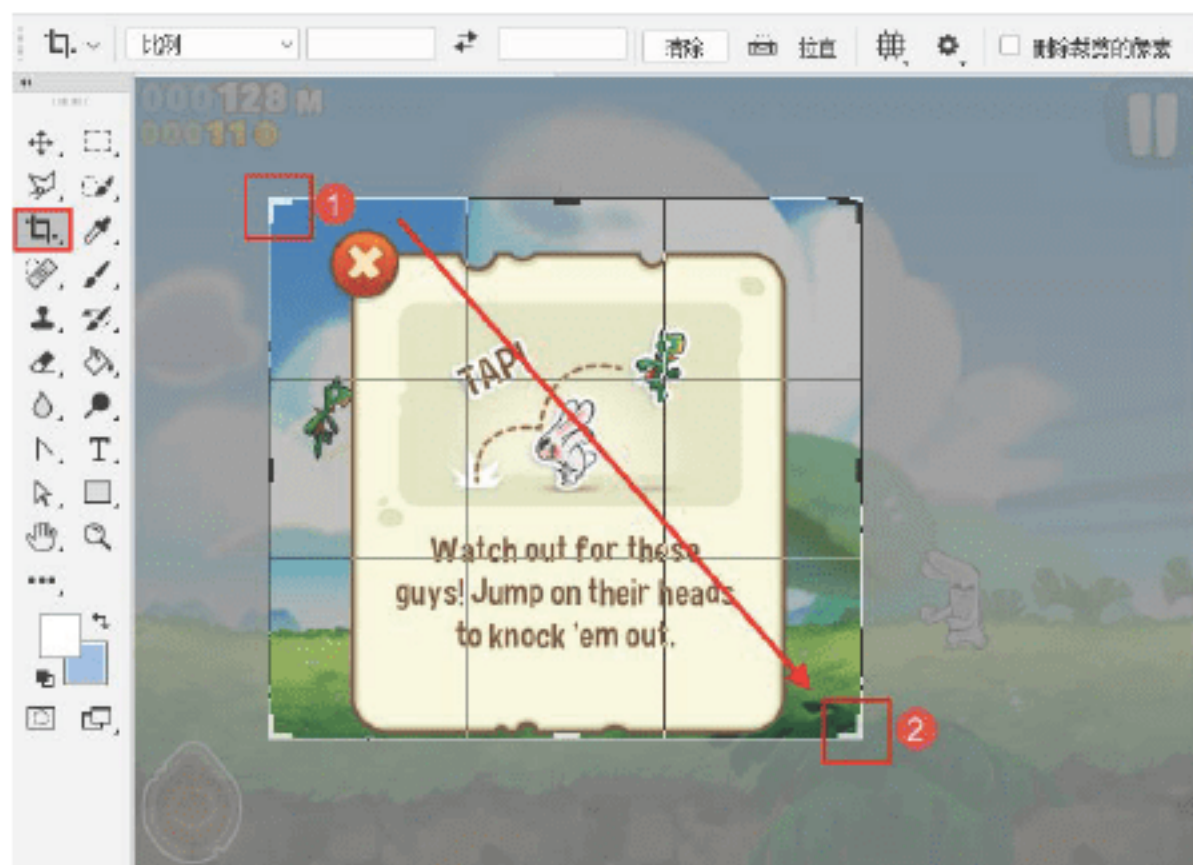 比例 清除 拉直 删除裁剪的像素
000128 M
000110
1
TAP!
Watch out for these
guys! Jump on their heads
to knock 'em out.
2
T